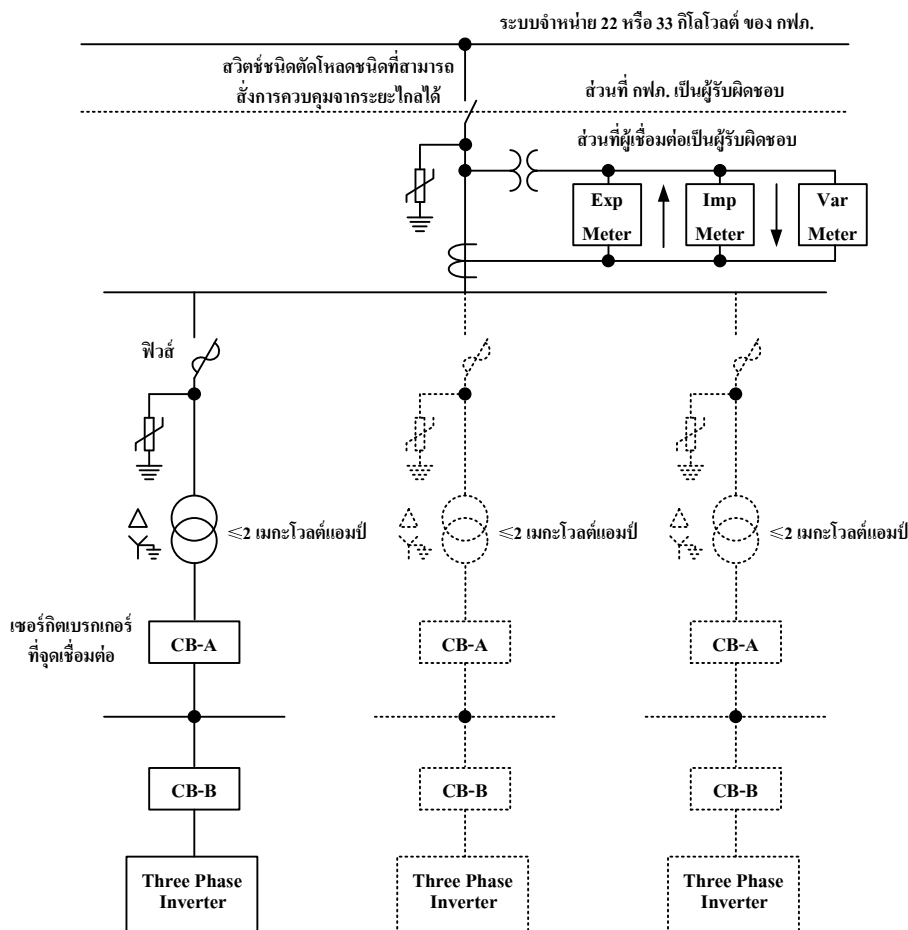 ระบบจำหน่าย 22 หรือ 33 กิโลโวลต์ ของ กฟภ.
สวิตช์ชนิดตัดโหลดชนิดที่สามารถ
สั่งการควบคุมจากระยะไกลได้
ส่วนที่ กฟภ. เป็นผู้รับผิดชอบ
ส่วนที่ผู้เชื่อมต่อเป็นผู้รับผิดชอบ
Exp
Meter
Imp
Meter
Var
Meter
ฟิวส์
≤2 เมกะโวลต์แอมป์
≤2 เมกะโวลต์แอมป์
≤2 เมกะโวลต์แอมป์
เซอร์กิตเบรกเกอร์
ที่จุดเชื่อมต่อ
CB-A
CB-A
CB-A
CB-B
CB-B
CB-B
Three Phase
Inverter
Three Phase
Inverter
Three Phase
Inverter